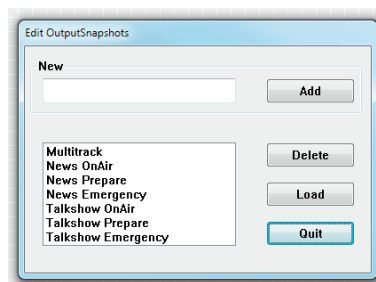 Edit OutputSnapshots
New
Add
Multitrack
News OnAir
News Prepare
News Emergency
Talkshow OnAir
Talkshow Prepare
Talkshow Emergency
Delete
Load
Quit